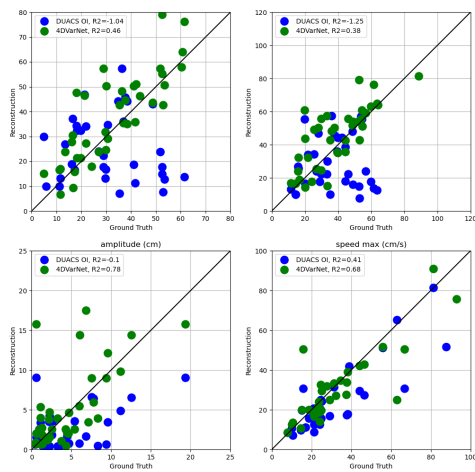 80
70
60
50
40
30
20
10
0
Reconstruction
DUACS OI, R2=-1.04
4DVarNet, R2=0.46
0 10 20 30 40 50 60 70 80
Ground Truth
120
100
80
60
40
20
0
Reconstruction
DUACS OI, R2=-1.25
4DVarNet, R2=0.38
0 20 40 60 80 100 120
Ground Truth
amplitude (cm)
25
20
15
10
5
0
Reconstruction
DUACS OI, R2=-0.1
4DVarNet, R2=0.78
0 5 10 15 20 25
Ground Truth
speed max (cm/s)
100
80
60
40
20
0
Reconstruction
DUACS OI, R2=0.41
4DVarNet, R2=0.68
0 20 40 60 80 100
Ground Truth